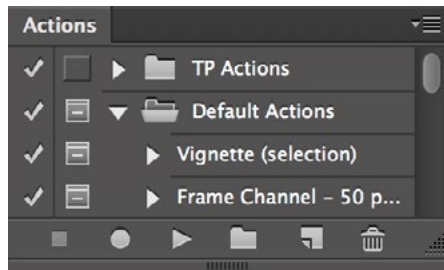 Actions
TP Actions
Default Actions
Vignette (selection)
Frame Channel – 50 p...